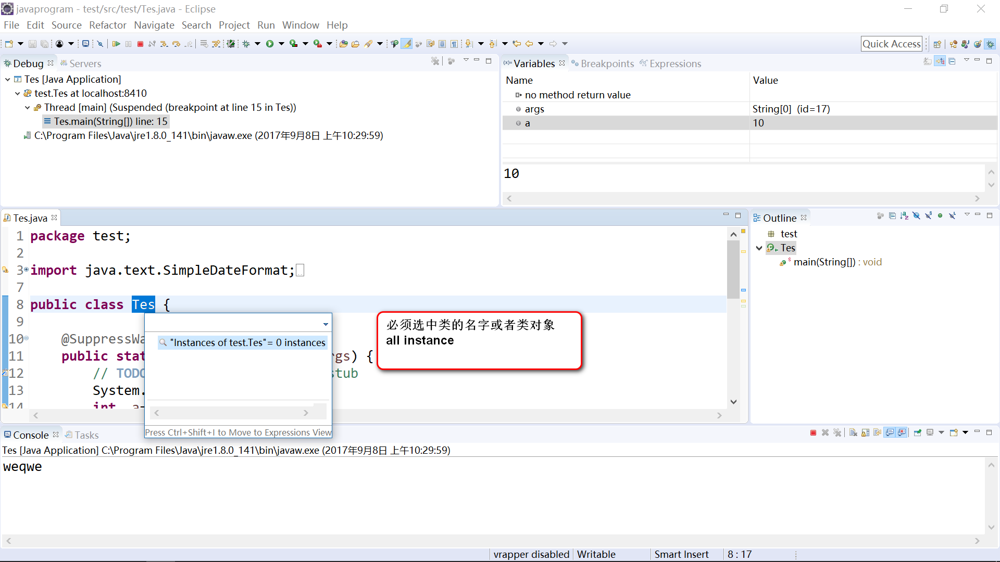 javaprogram - test/src/test/Tes.java - Eclipse
File Edit Source Refactor Navigate Search Project Run Window Help
Quick Access
Debug Servers
Tes [Java Application]
test.Tes at localhost:8410
Thread [main] (Suspended (breakpoint at line 15 in Tes))
Tes.main(String[]) line: 15
C:\Program Files\Java\jre1.8.0_141\bin\javaw.exe (2017年9月8日 上午10:29:59)
Variables Breakpoints Expressions
Name Value
no method return value
args String[0] (id=17)
a 10
10
Tes.java
1 package test;
2
3 import java.text.SimpleDateFormat;
7
8 public class Tes {
9
10 @SuppressWa
11 public stat rgs) {
12 // TODO stub
13 System.
14 int a
"Instances of test.Tes"= 0 instances
Press Ctrl+Shift+I to Move to Expressions View
必须选中类的名字或者类对象
all instance
Outline
test
Tes
main(String[]) : void
Console Tasks
Tes [Java Application] C:\Program Files\Java\jre1.8.0_141\bin\javaw.exe (2017年9月8日 上午10:29:59)
weqwe
vrapper disabled Writable Smart Insert 8 : 17